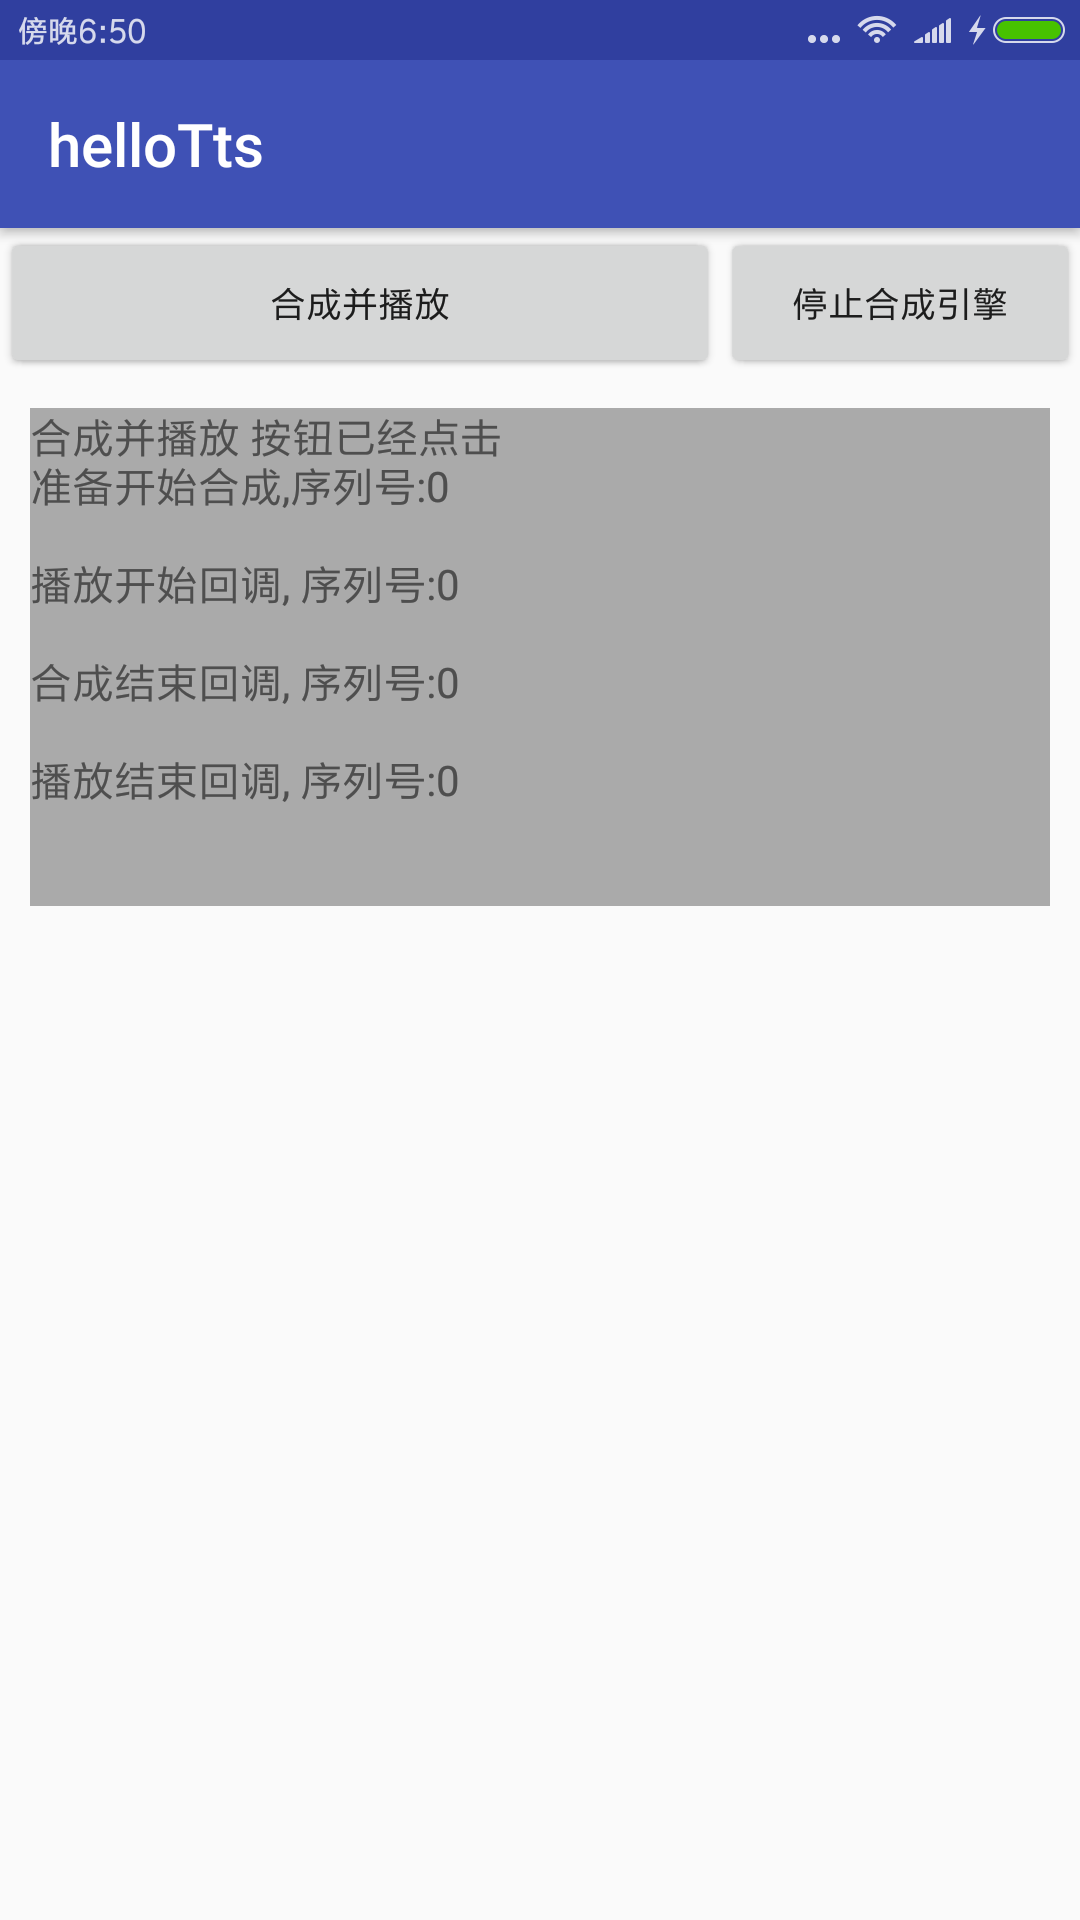 傍晚6:50
helloTts
合成并播放
停止合成引擎
合成并播放 按钮已经点击
准备开始合成,序列号:0
播放开始回调, 序列号:0
合成结束回调, 序列号:0
播放结束回调, 序列号:0